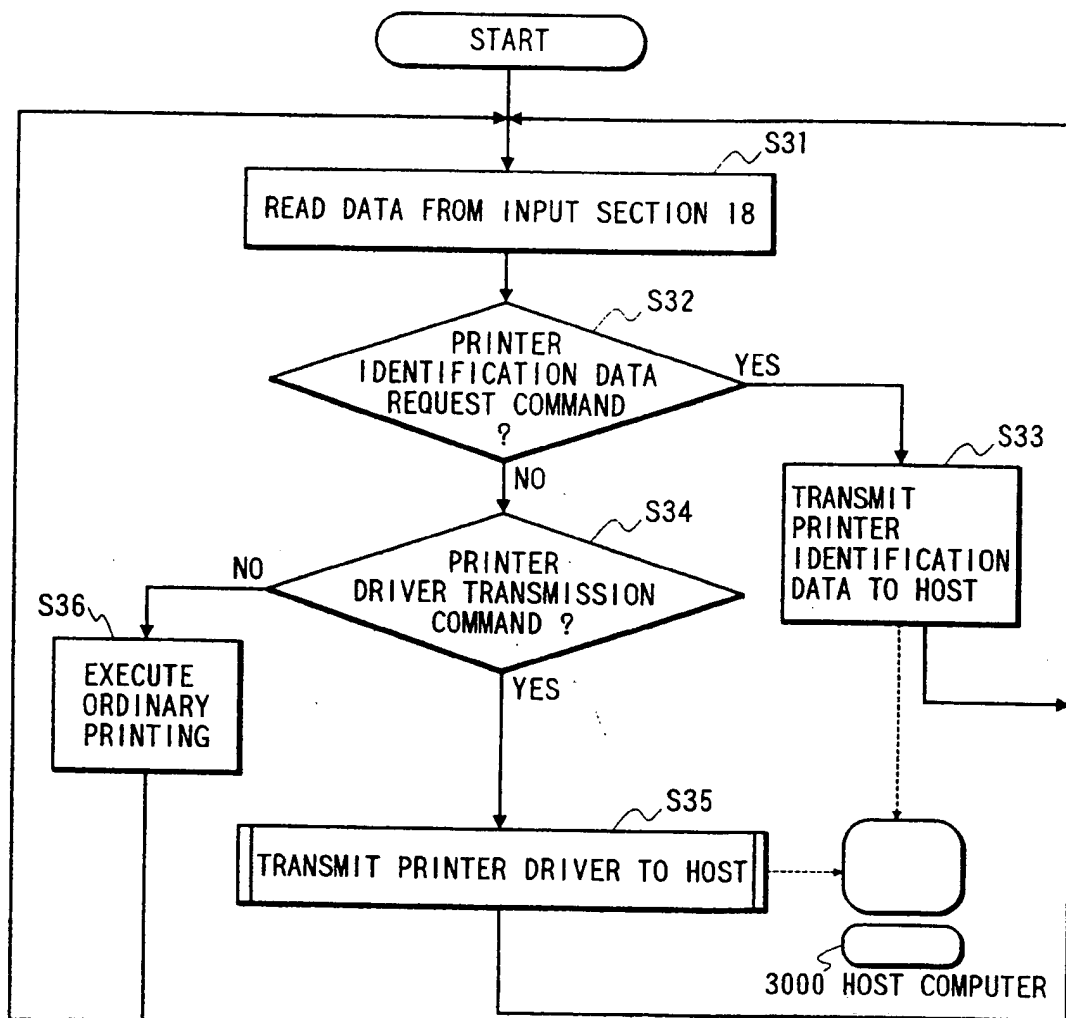 START
S31
READ DATA FROM INPUT SECTION 18
S32
PRINTER
IDENTIFICATION DATA
REQUEST COMMAND
?
YES
NO
S33
TRANSMIT
PRINTER
IDENTIFICATION
DATA TO HOST
S34
PRINTER
DRIVER TRANSMISSION
COMMAND ?
NO
YES
S36
EXECUTE
ORDINARY
PRINTING
S35
TRANSMIT PRINTER DRIVER TO HOST
3000 HOST COMPUTER